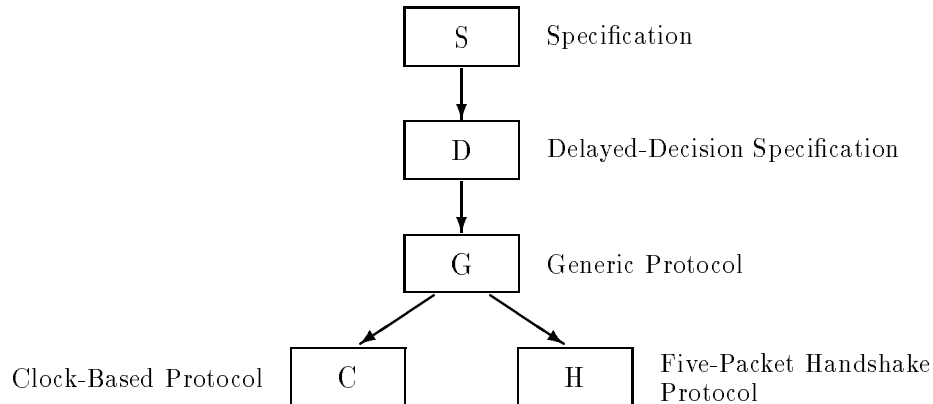 S Specification
D Delayed-Decision Specification
G Generic Protocol
Clock-Based Protocol C H Five-Packet Handshake
Protocol